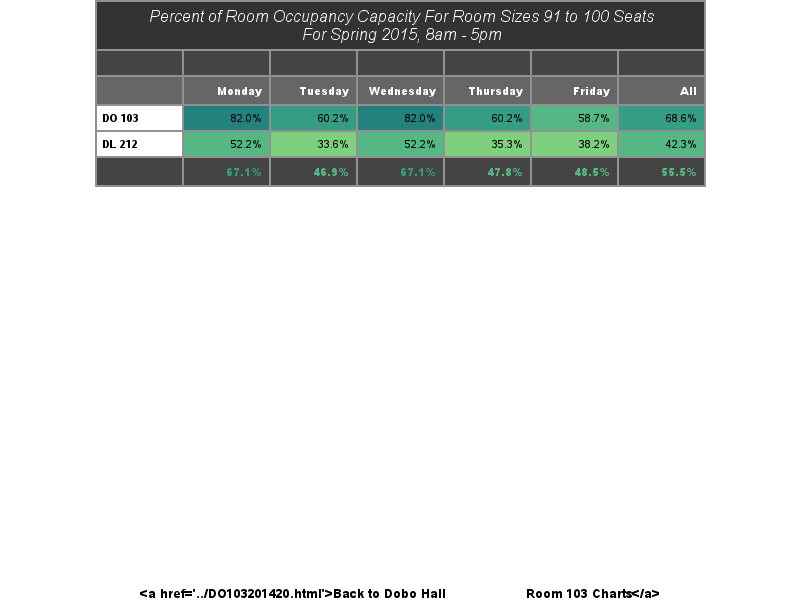 Percent of Room Occupancy Capacity For Room Sizes 91 to 100 Seats
For Spring 2015, 8am - 5pm
Monday Tuesday Wednesday Thursday Friday All
DO 103 82.0% 60.2% 82.0% 60.2% 58.7% 68.6%
DL 212 52.2% 33.6% 52.2% 35.3% 38.2% 42.3%
67.1% 46.9% 67.1% 47.8% 48.5% 55.5%
<a href='../DO103201420.html'>Back to Dobo Hall Room 103 Charts</a>